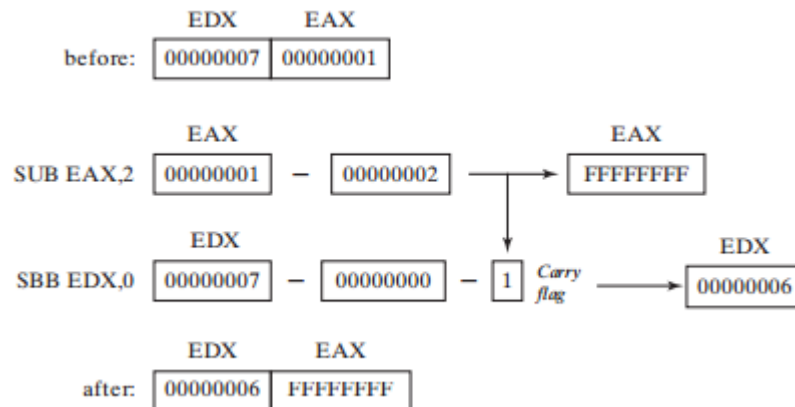 EDX EAX
before: 00000007 00000001
EAX EAX
SUB EAX,2 00000001 − 00000002 FFFFFFFF
EDX EDX
SBB EDX,0 00000007 − 00000000 − 1 Carry flag 00000006
EDX EAX
after: 00000006 FFFFFFFF